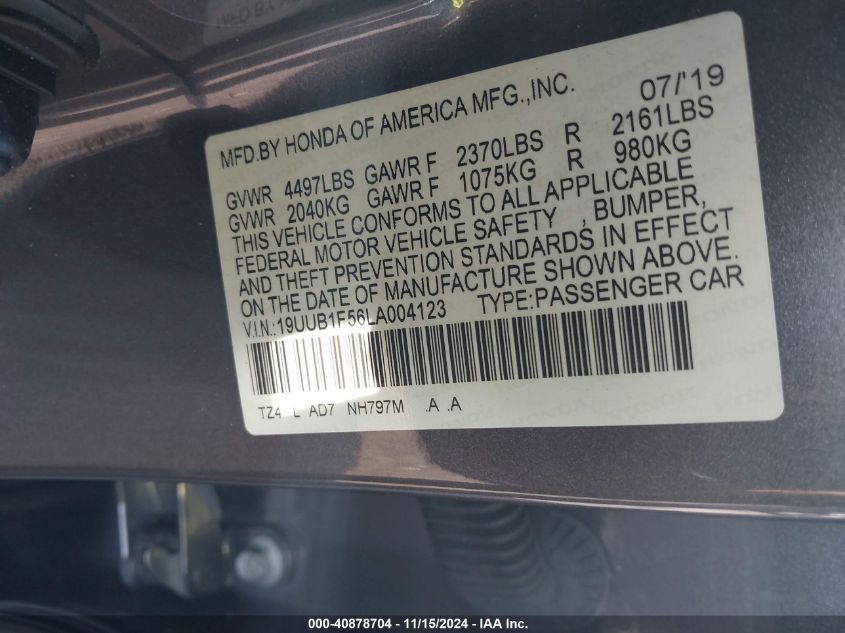 MFD.BY HONDA OF AMERICA MFG.,INC. 07/'19
GVWR 4497LBS GAWR F 2370LBS R 2161LBS
GVWR 2040KG GAWR F 1075KG R 980KG
THIS VEHICLE CONFORMS TO ALL APPLICABLE
FEDERAL MOTOR VEHICLE SAFETY , BUMPER,
AND THEFT PREVENTION STANDARDS IN EFFECT
ON THE DATE OF MANUFACTURE SHOWN ABOVE.
V.I.N.:19UUB1F56LA004123 TYPE:PASSENGER CAR
TZ4 L AD7 NH797M .A .A
000-40878704 - 11/15/2024 - IAA Inc.